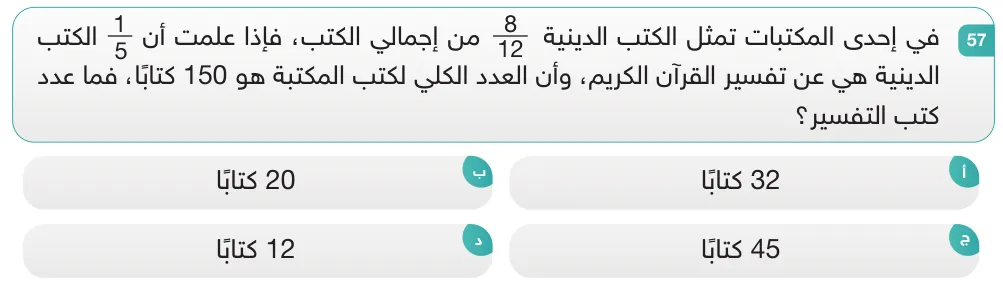 57
في إحدى المكتبات تمثل الكتب الدينية 8/12 من إجمالي الكتب، فإذا علمت أن 1/5 الكتب
الدينية هي عن تفسير القرآن الكريم، وأن العدد الكلي لكتب المكتبة هو 150 كتابًا، فما عدد
كتب التفسير؟
أ 32 كتابًا
ب 20 كتابًا
ج 45 كتابًا
د 12 كتابًا